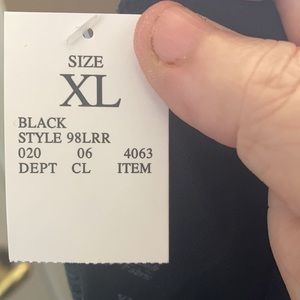 SIZE
XL
BLACK
STYLE 98LRR
020 06 4063
DEPT CL ITEM